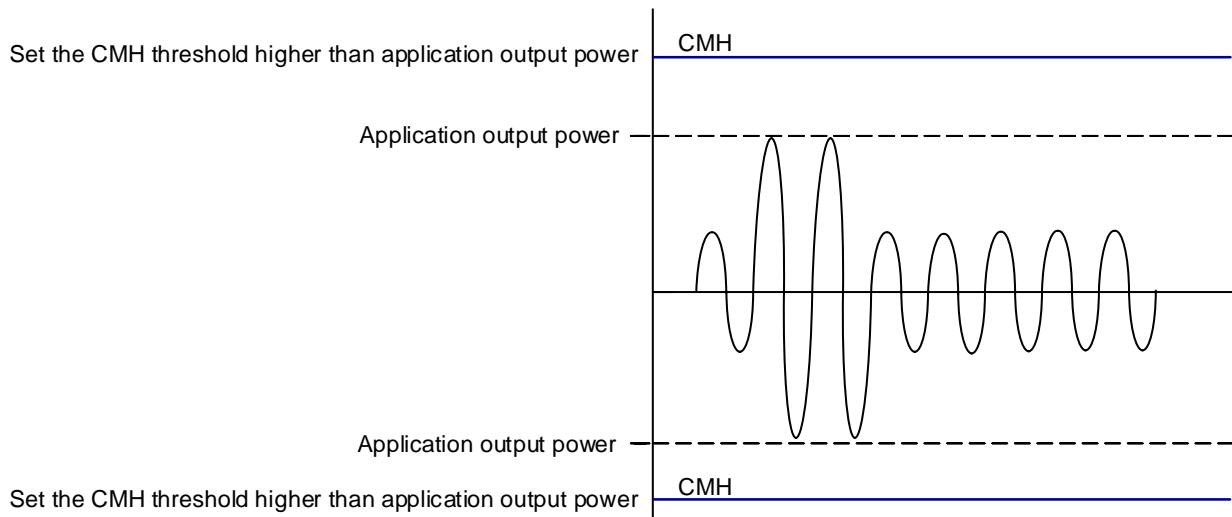 CMH
Set the CMH threshold higher than application output power
Application output power
Application output power
CMH
Set the CMH threshold higher than application output power